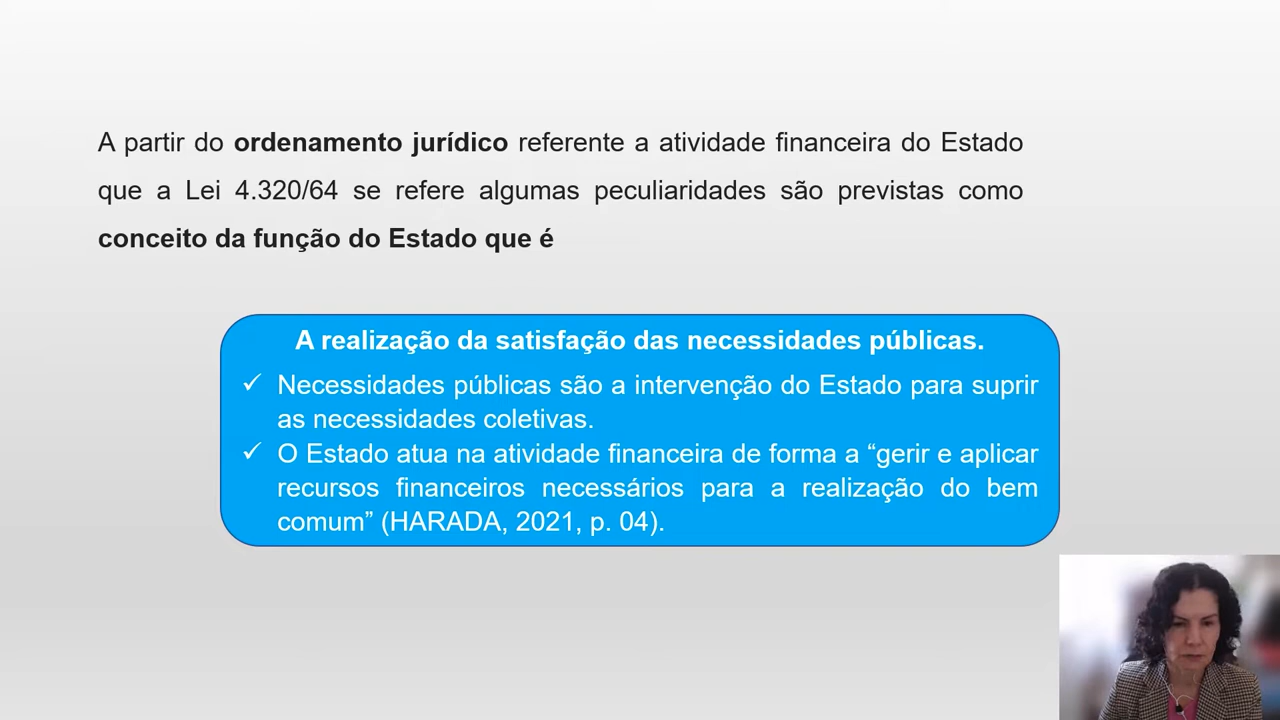 A partir do ordenamento jurídico referente a atividade financeira do Estado
que a Lei 4.320/64 se refere algumas peculiaridades são previstas como
conceito da função do Estado que é
A realização da satisfação das necessidades públicas.
✓ Necessidades públicas são a intervenção do Estado para suprir
as necessidades coletivas.
✓ O Estado atua na atividade financeira de forma a “gerir e aplicar
recursos financeiros necessários para a realização do bem
comum” (HARADA, 2021, p. 04).